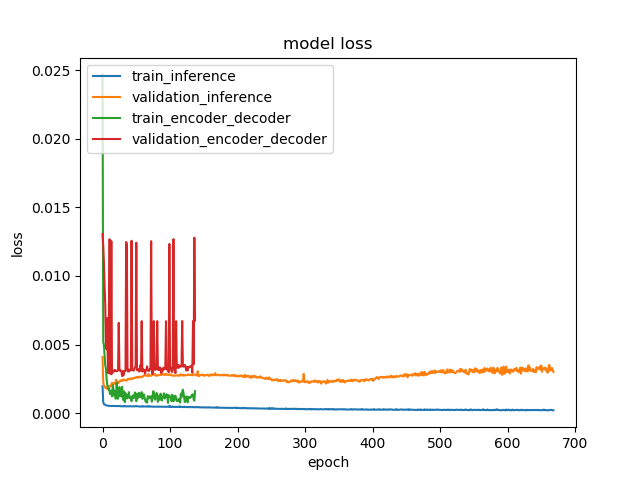 model loss
train_inference
validation_inference
train_encoder_decoder
validation_encoder_decoder
loss
0.025
0.020
0.015
0.010
0.005
0.000
0 100 200 300 400 500 600 700
epoch